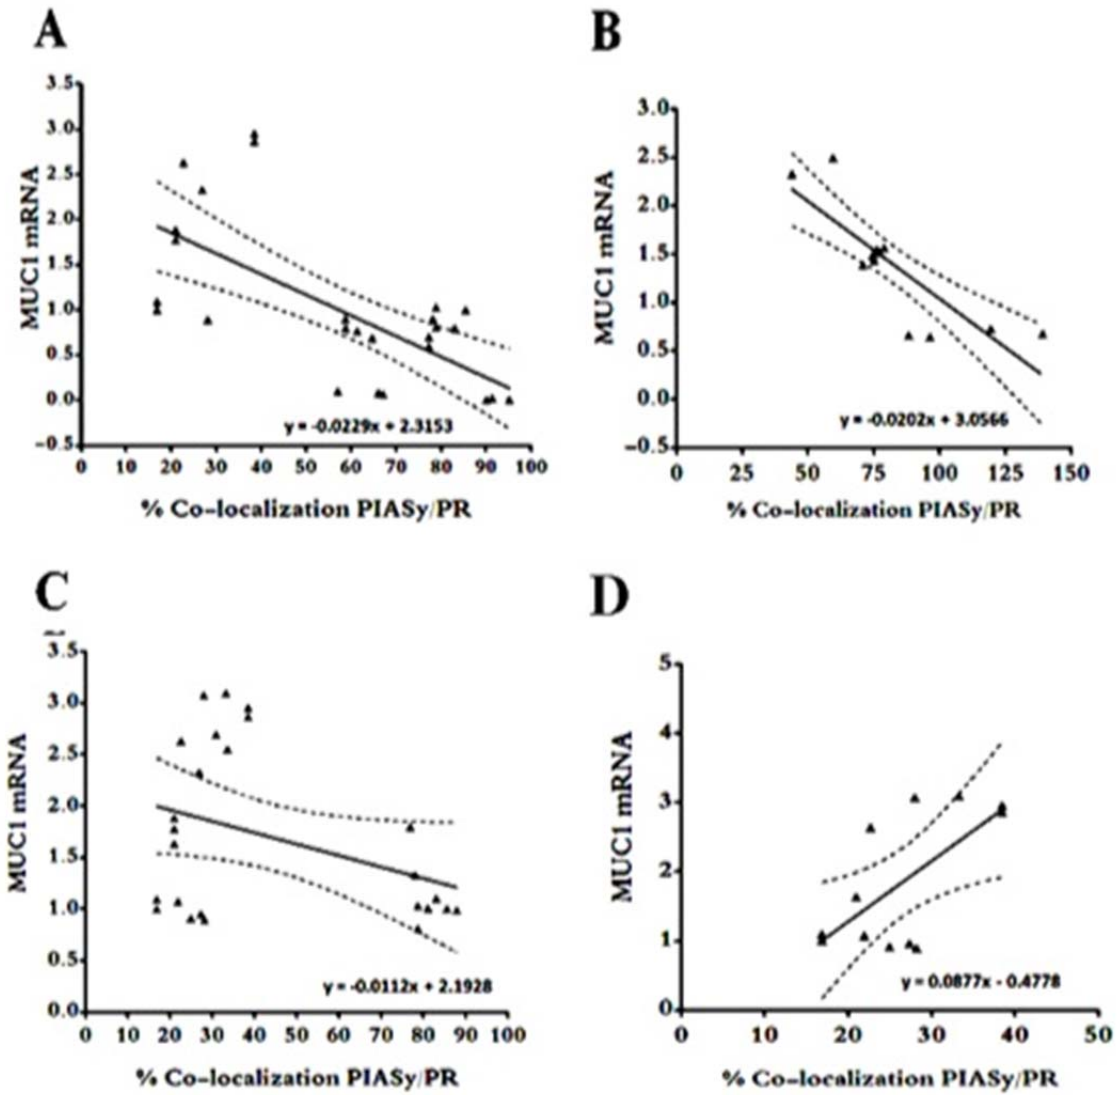 A
MUC1 mRNA
3.5
3.0
2.5
2.0
1.5
1.0
0.5
0.0
-0.5
y = -0.0229x + 2.3153
0 10 20 30 40 50 60 70 80 90 100
% Co-localization PIASy/PR
B
MUC1 mRNA
3.0
2.5
2.0
1.5
1.0
0.5
0.0
-0.5
y = -0.0202x + 3.0566
0 25 50 75 100 125 150
% Co-localization PIASy/PR
C
MUC1 mRNA
3.5
3.0
2.5
2.0
1.5
1.0
0.5
0.0
y = -0.0112x + 2.1928
0 10 20 30 40 50 60 70 80 90 100
% Co-localization PIASy/PR
D
MUC1 mRNA
5
4
3
2
1
0
y = 0.0877x - 0.4778
0 10 20 30 40 50
% Co-localization PIASy/PR